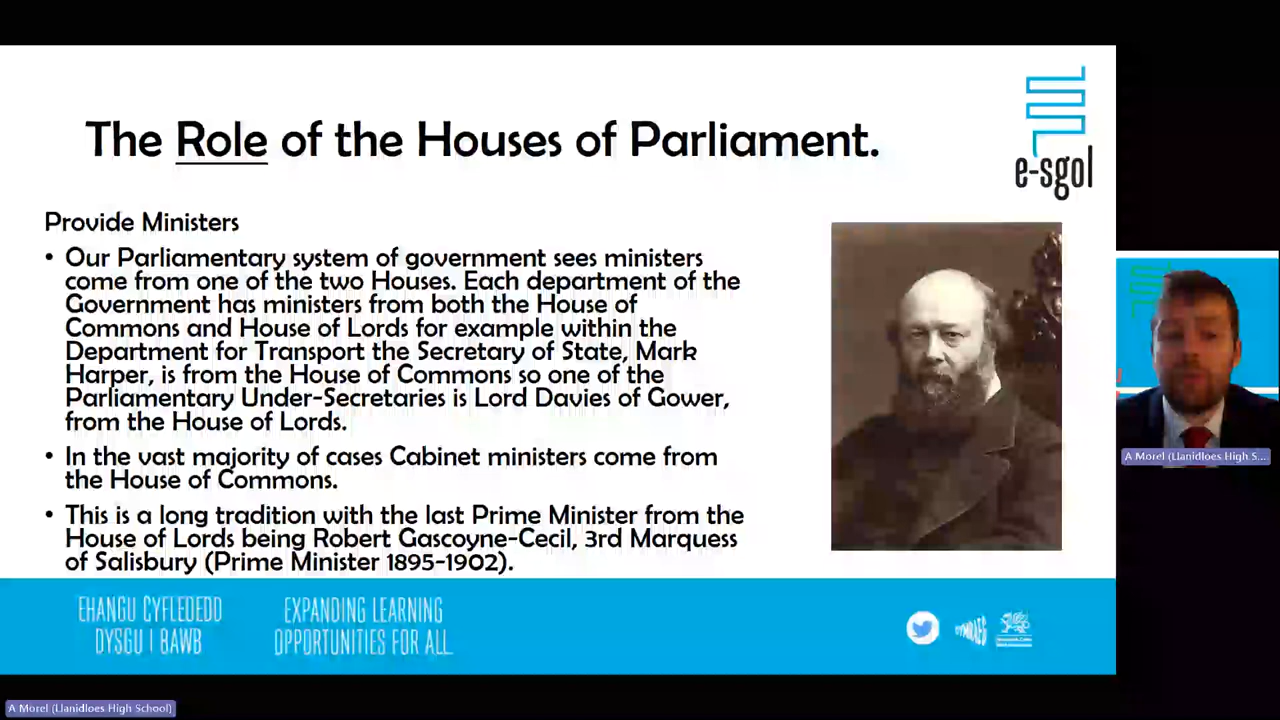 The Role of the Houses of Parliament.
e-sgol
Provide Ministers
• Our Parliamentary system of government sees ministers
come from one of the two Houses. Each department of the
Government has ministers from both the House of
Commons and House of Lords for example within the
Department for Transport the Secretary of State, Mark
Harper, is from the House of Commons so one of the
Parliamentary Under-Secretaries is Lord Davies of Gower,
from the House of Lords.
• In the vast majority of cases Cabinet ministers come from
the House of Commons.
• This is a long tradition with the last Prime Minister from the
House of Lords being Robert Gascoyne-Cecil, 3rd Marquess
of Salisbury (Prime Minister 1895-1902).
A Morel (Llanidloes High S...
EHANGU CYFLEDEDD
DYSGU I BAWB
EXPANDING LEARNING
OPPORTUNITIES FOR ALL
A Morel (Llanidloes High School)